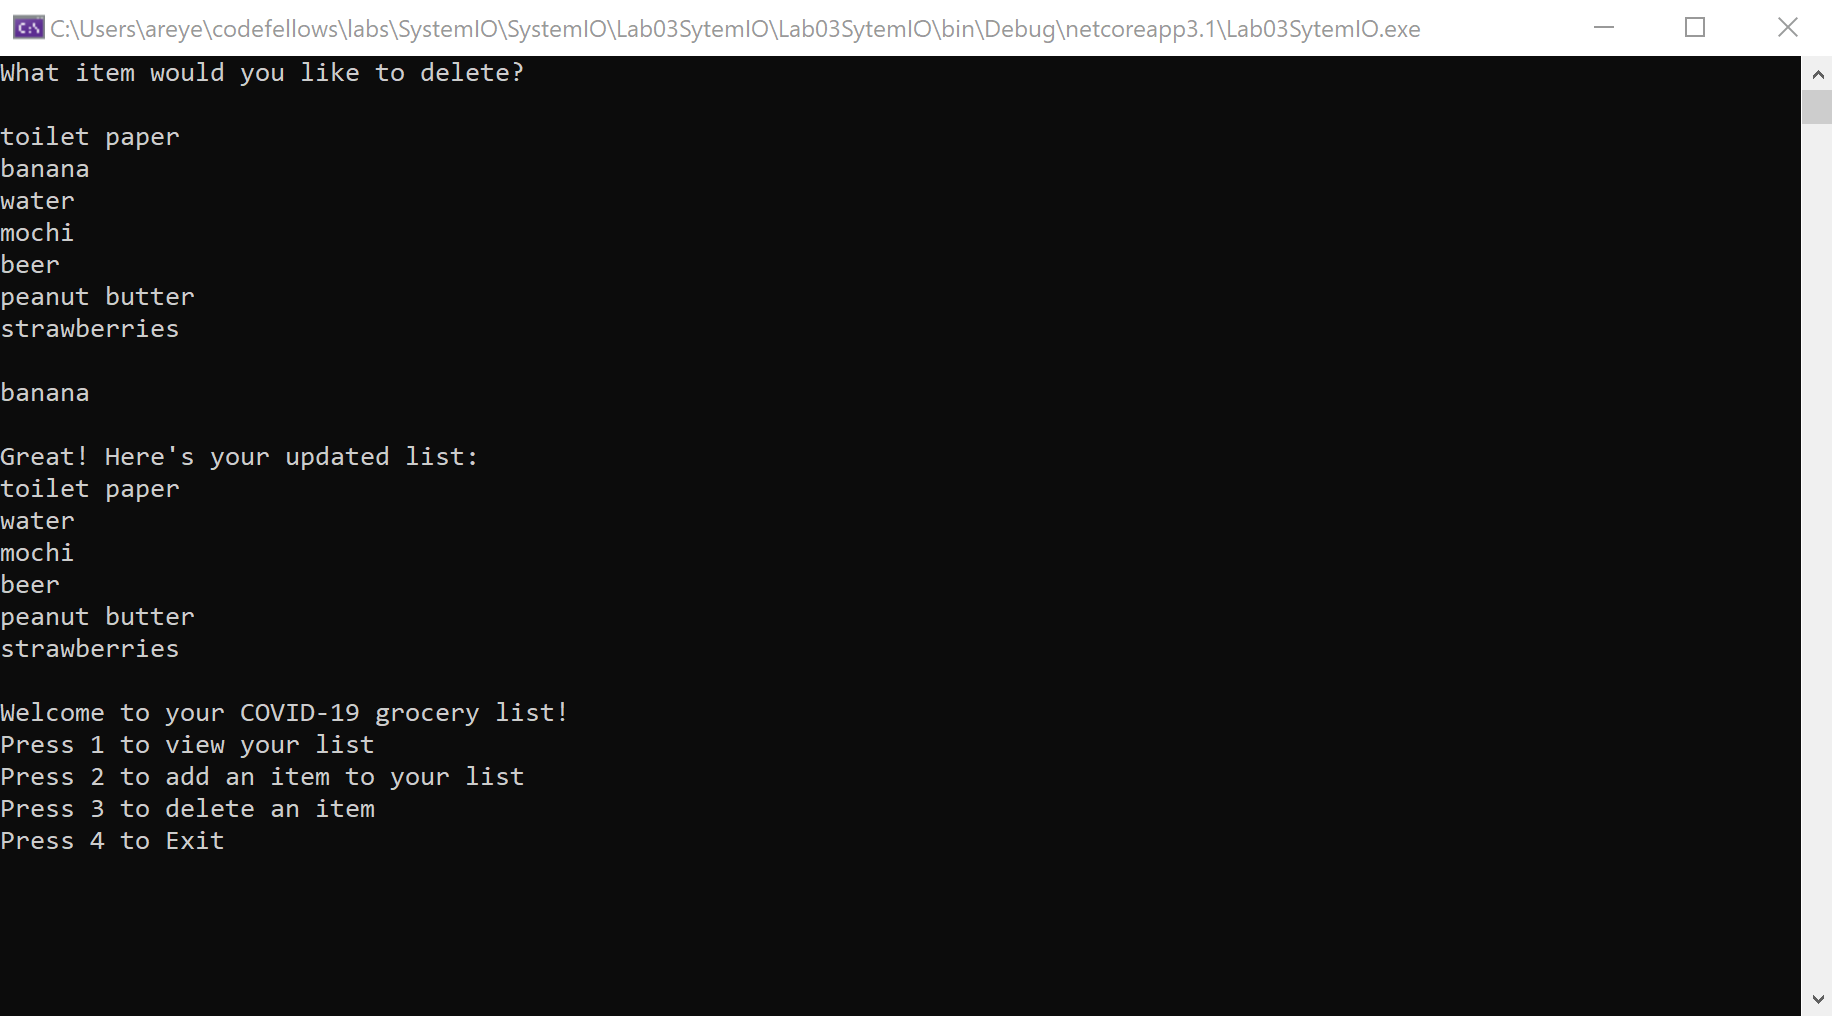 C:\Users\areye\codefellows\labs\SystemIO\SystemIO\Lab03SytemIO\Lab03SytemIO\bin\Debug\netcoreapp3.1\Lab03SytemIO.exe
What item would you like to delete?
toilet paper
banana
water
mochi
beer
peanut butter
strawberries
banana
Great! Here's your updated list:
toilet paper
water
mochi
beer
peanut butter
strawberries
Welcome to your COVID-19 grocery list!
Press 1 to view your list
Press 2 to add an item to your list
Press 3 to delete an item
Press 4 to Exit